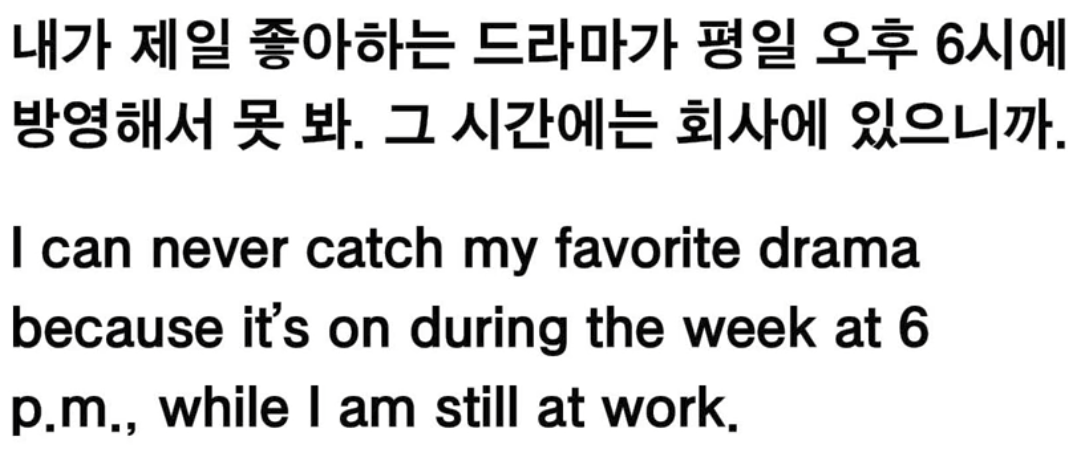 내가 제일 좋아하는 드라마가 평일 오후 6시에
방영해서 못 봐. 그 시간에는 회사에 있으니까.
I can never catch my favorite drama
because it's on during the week at 6
p.m., while I am still at work.